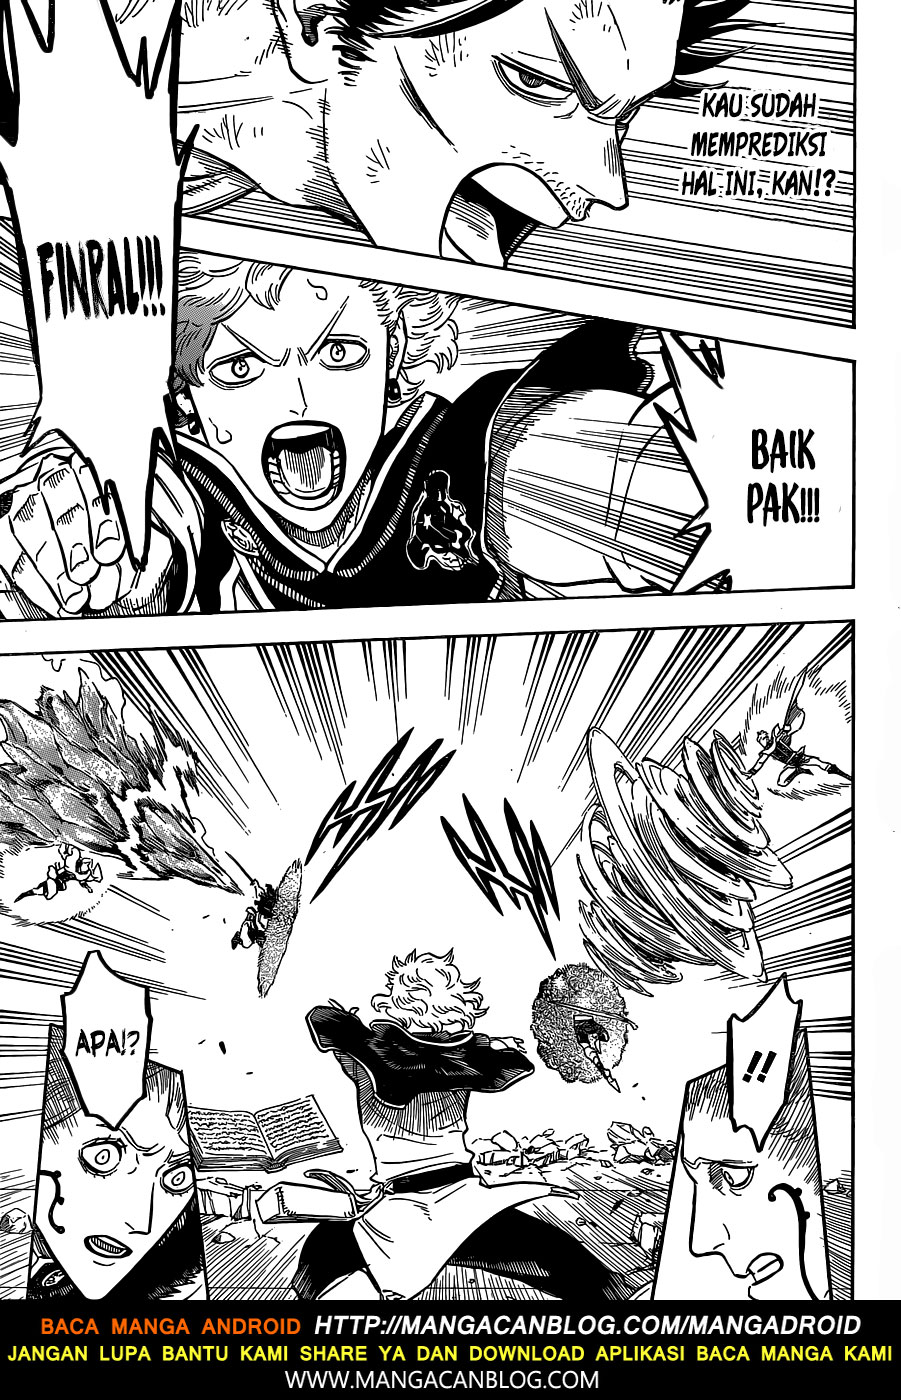 KAU SUDAH
MEMPREDIKSI
HAL INI, KAN!?
FINRAL!!!
BAIK
PAK!!!
APA!?
!!
BACA MANGA ANDROID HTTP://MANGACANBLOG.COM/MANGADROID
JANGAN LUPA BANTU KAMI SHARE YA DAN DOWNLOAD APLIKASI BACA MANGA KAMI
WWW.MANGACANBLOG.COM